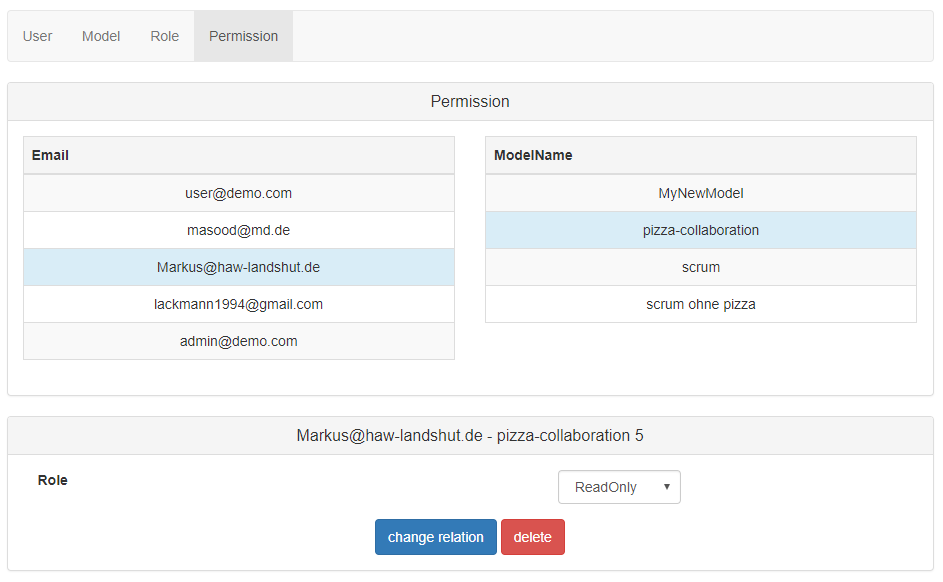 User Model Role Permission
Permission
Email
user@demo.com
masood@md.de
Markus@haw-landshut.de
lackmann1994@gmail.com
admin@demo.com
ModelName
MyNewModel
pizza-collaboration
scrum
scrum ohne pizza
Markus@haw-landshut.de - pizza-collaboration 5
Role ReadOnly
change relation delete